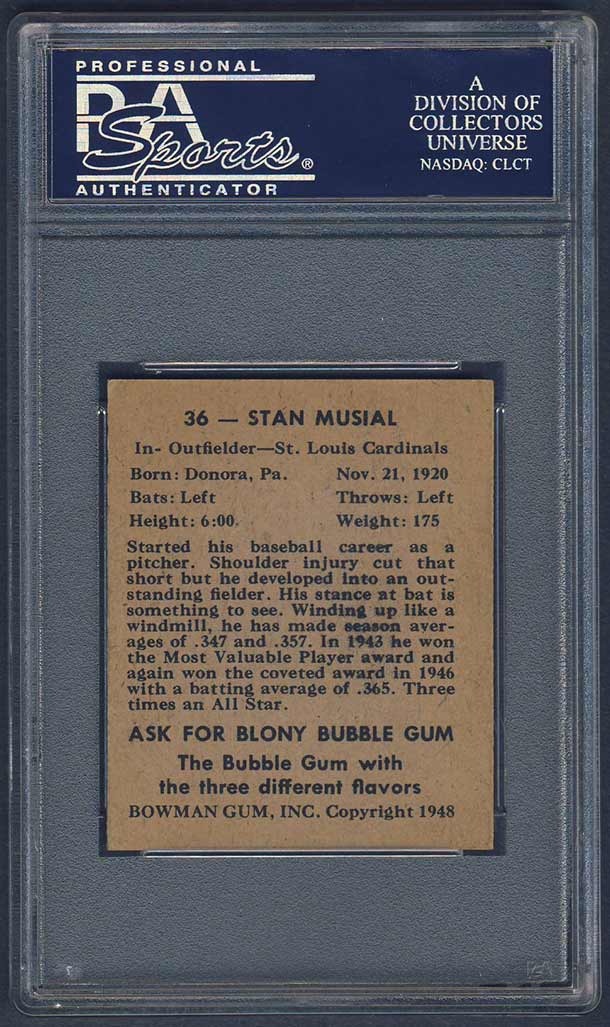 PROFESSIONAL
PSA
Sports®
AUTHENTICATOR
A
DIVISION OF
COLLECTORS
UNIVERSE
NASDAQ: CLCT
36 — STAN MUSIAL
In- Outfielder—St. Louis Cardinals
Born: Donora, Pa. Nov. 21, 1920
Bats: Left Throws: Left
Height: 6:00. Weight: 175
Started his baseball career as a
pitcher. Shoulder injury cut that
short but he developed into an out-
standing fielder. His stance at bat is
something to see. Winding up like a
windmill, he has made season aver-
ages of .347 and .357. In 1943 he won
the Most Valuable Player award and
again won the coveted award in 1946
with a batting average of .365. Three
times an All Star.
ASK FOR BLONY BUBBLE GUM
The Bubble Gum with
the three different flavors
BOWMAN GUM, INC. Copyright 1948